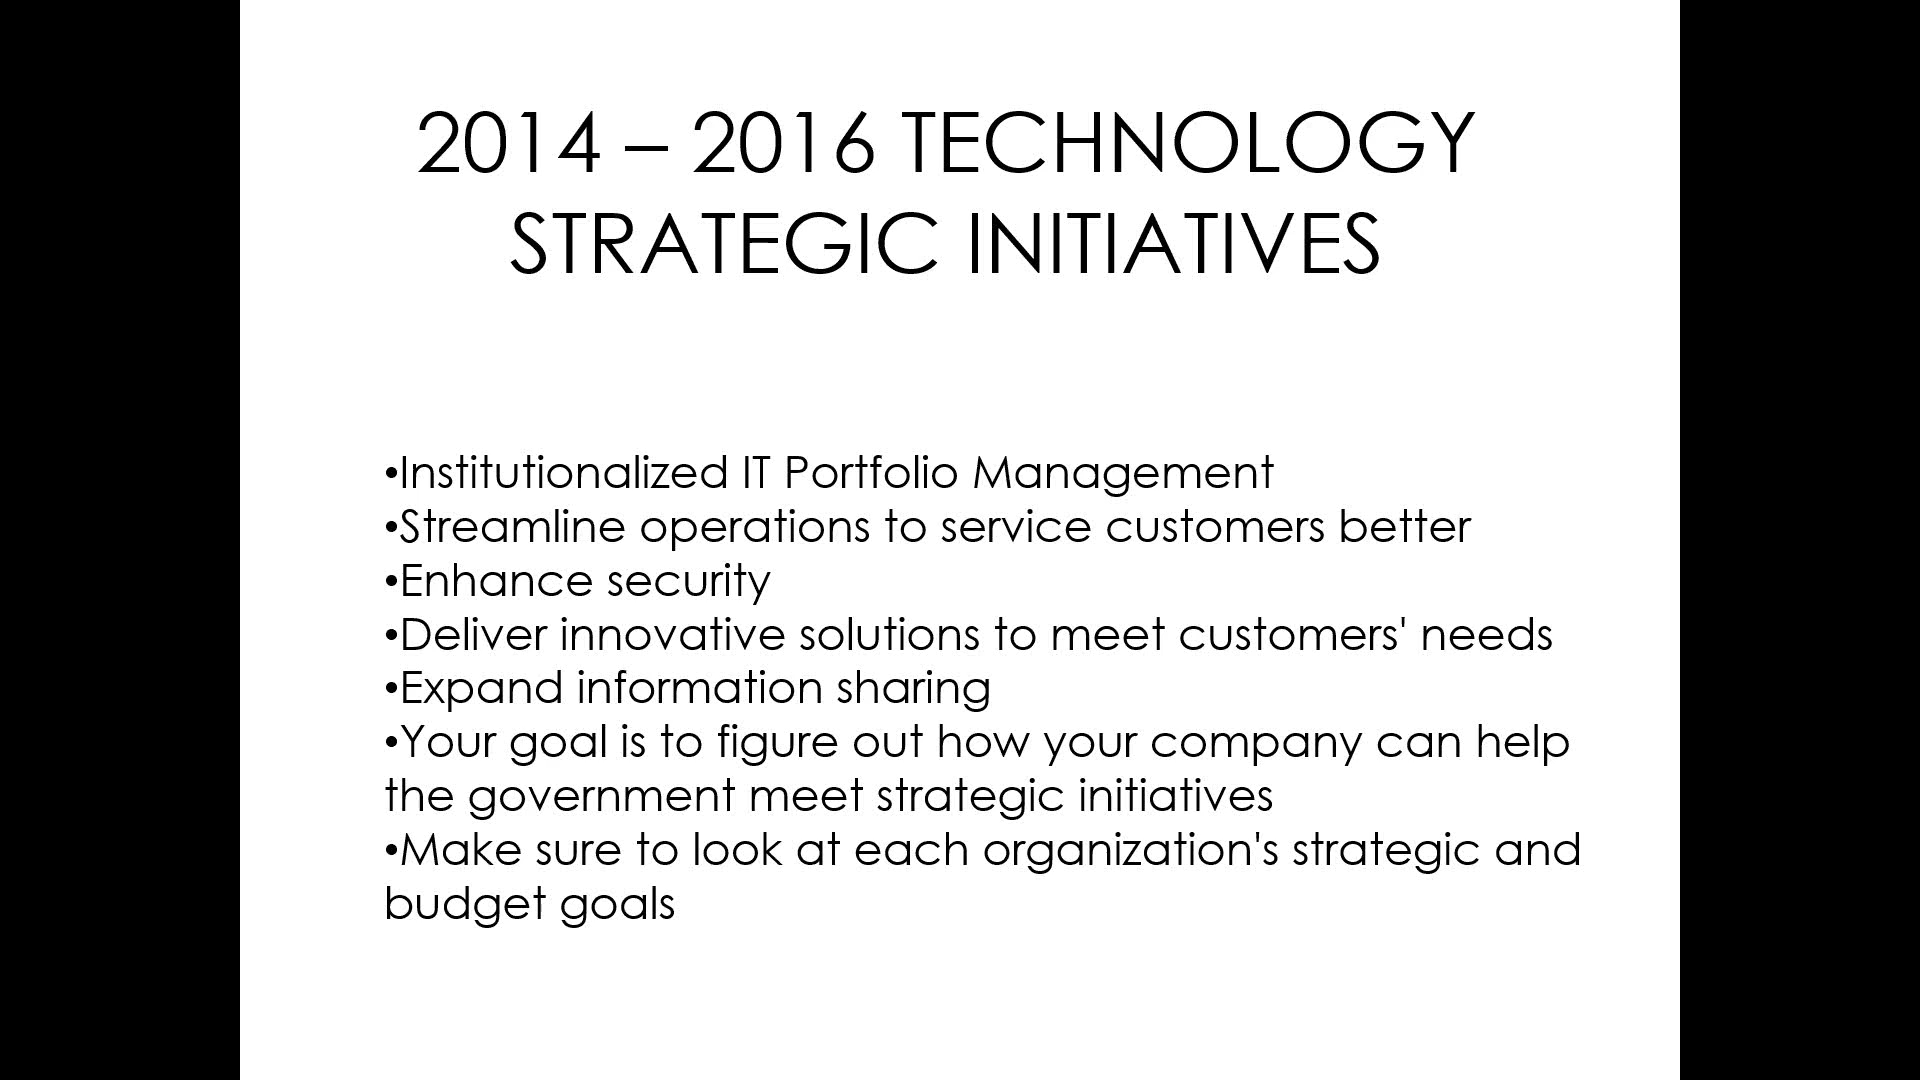 2014 – 2016 TECHNOLOGY
STRATEGIC INITIATIVES
•Institutionalized IT Portfolio Management
•Streamline operations to service customers better
•Enhance security
•Deliver innovative solutions to meet customers' needs
•Expand information sharing
•Your goal is to figure out how your company can help
the government meet strategic initiatives
•Make sure to look at each organization's strategic and
budget goals